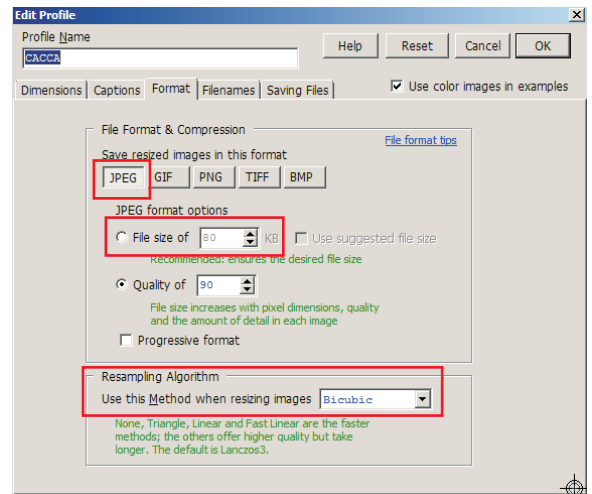 Edit Profile
Profile Name
CACCA
Help
Reset
Cancel
OK
Dimensions
Captions
Format
Filenames
Saving Files
Use color images in examples
File Format & Compression
File format tips
Save resized images in this format
JPEG
GIF
PNG
TIFF
BMP
JPEG format options
File size of 80 KB
Use suggested file size
Recommended: ensures the desired file size
Quality of 90
File size increases with pixel dimensions, quality
and the amount of detail in each image
Progressive format
Resampling Algorithm
Use this Method when resizing images Bicubic
None, Triangle, Linear and Fast Linear are the faster
methods; the others offer higher quality but take
longer. The default is Lanczos3.